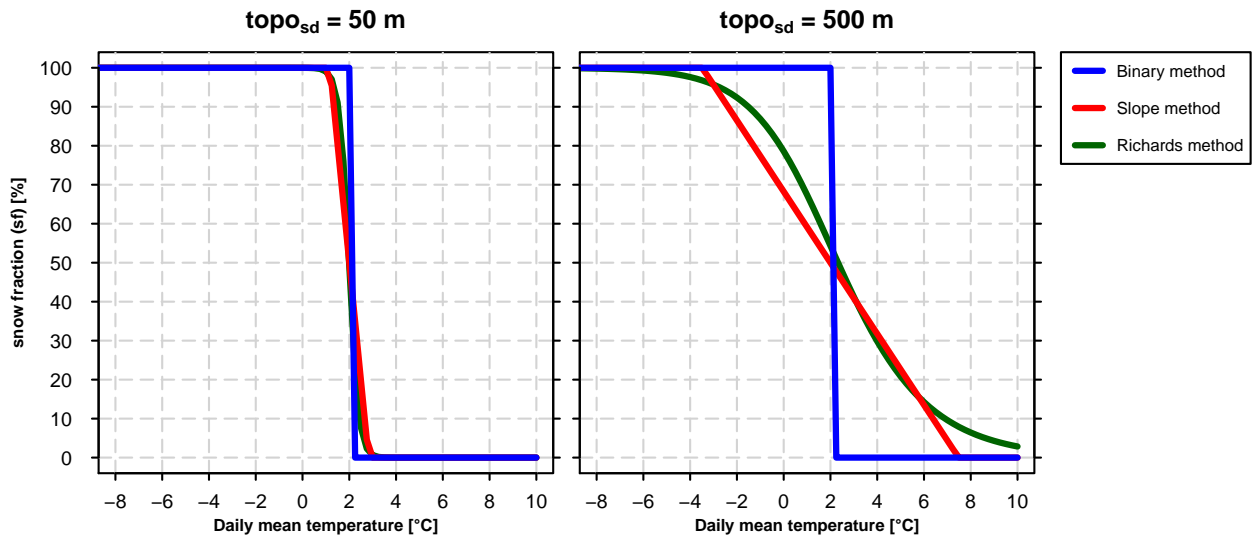 topo_sd = 50 m
topo_sd = 500 m
snow fraction (sf) [%]
100
90
80
70
60
50
40
30
20
10
0
−8 −6 −4 −2 0 2 4 6 8 10
Daily mean temperature [°C]
−8 −6 −4 −2 0 2 4 6 8 10
Daily mean temperature [°C]
Binary method
Slope method
Richards method